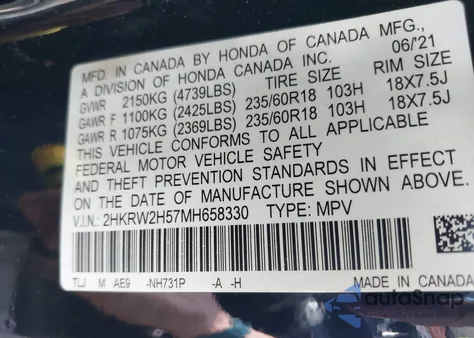 MFD. IN CANADA BY HONDA OF CANADA MFG.,
A DIVISION OF HONDA CANADA INC. 06/'21
GVWR 2150KG (4739LBS) TIRE SIZE RIM SIZE
GAWR F 1100KG (2425LBS) 235/60R18 103H 18X7.5J
GAWR R 1075KG (2369LBS) 235/60R18 103H 18X7.5J
THIS VEHICLE CONFORMS TO ALL APPLICABLE
FEDERAL MOTOR VEHICLE SAFETY
AND THEFT PREVENTION STANDARDS IN EFFECT
ON THE DATE OF MANUFACTURE SHOWN ABOVE.
V.I.N.: 2HKRW2H57MH658330 TYPE: MPV
TLJ M AE9 -NH731P -A -H MADE IN CANADA
autoSnap